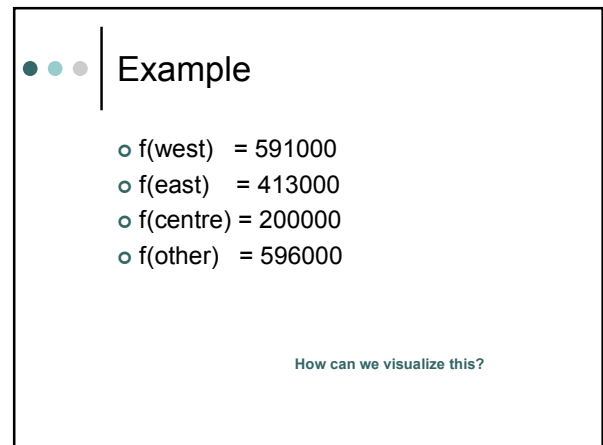 Example
f(west) = 591000
f(east) = 413000
f(centre) = 200000
f(other) = 596000
How can we visualize this?